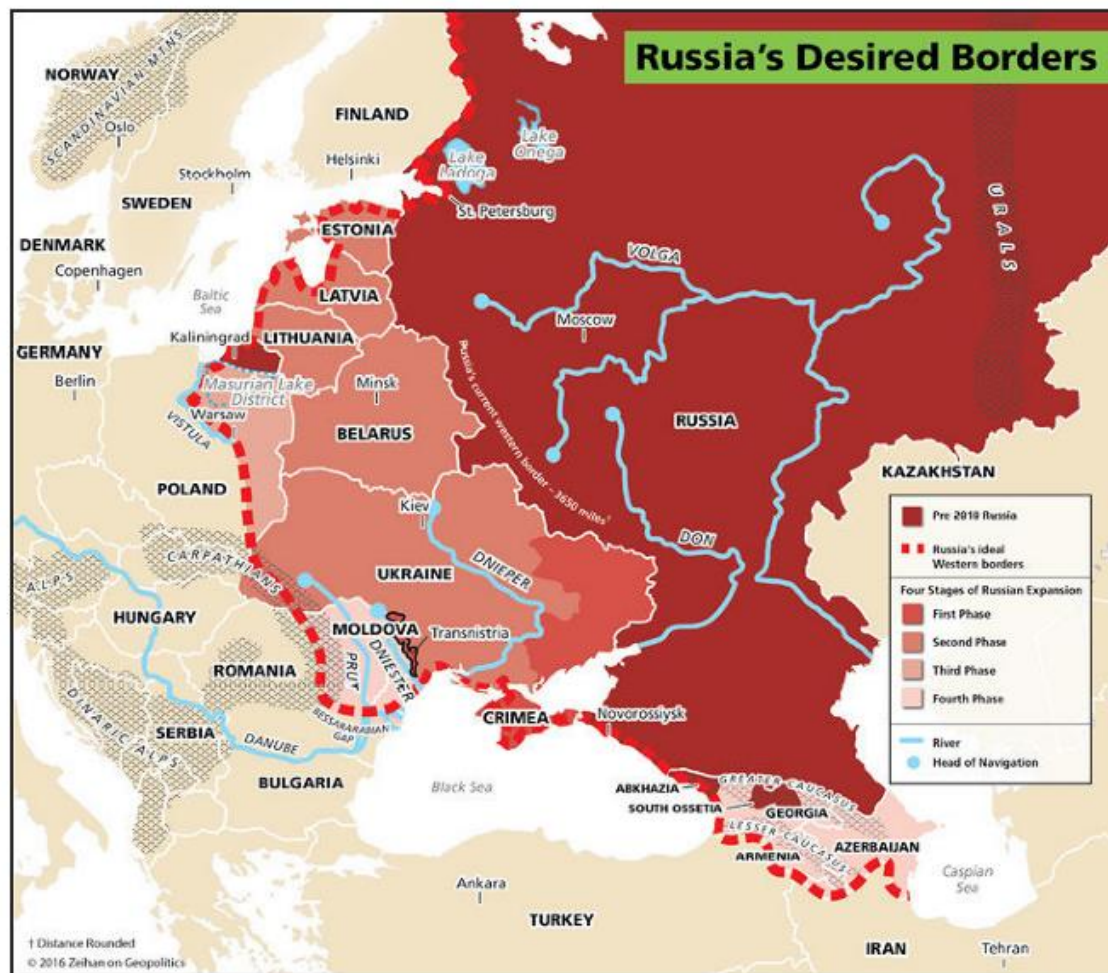 Russia's Desired Borders
NORWAY
SCANDINAVIAN MTNS
Oslo
FINLAND
Helsinki
Stockholm
SWEDEN
Lake
Ladoga
Lake
Onega
St. Petersburg
URALS
DENMARK
Copenhagen
Baltic
Sea
ESTONIA
LATVIA
LITHUANIA
Kaliningrad
GERMANY
Berlin
Masurian Lake
District
Warsaw
VISTULA
POLAND
Minsk
BELARUS
VOLGA
Moscow
Russia's current western border - 3650 miles†
RUSSIA
DON
KAZAKHSTAN
Kiev
DNIEPER
UKRAINE
CARPATHIANS
ALPS
HUNGARY
MOLDOVA
Transnistria
ROMANIA
PRUT
DNIESTER
DINARIC ALPS
SERBIA
DANUBE
BESSARABIAN
GAP
BULGARIA
CRIMEA
Novorossiysk
Black Sea
ABKHAZIA
SOUTH OSSETIA
GREATER CAUCASUS
GEORGIA
LESSER CAUCASUS
ARMENIA
AZERBAIJAN
Caspian
Sea
Ankara
TURKEY
IRAN
Tehran
Pre 2010 Russia
Russia's ideal
Western borders
Four Stages of Russian Expansion
First Phase
Second Phase
Third Phase
Fourth Phase
River
Head of Navigation
† Distance Rounded
© 2016 Zeihan on Geopolitics